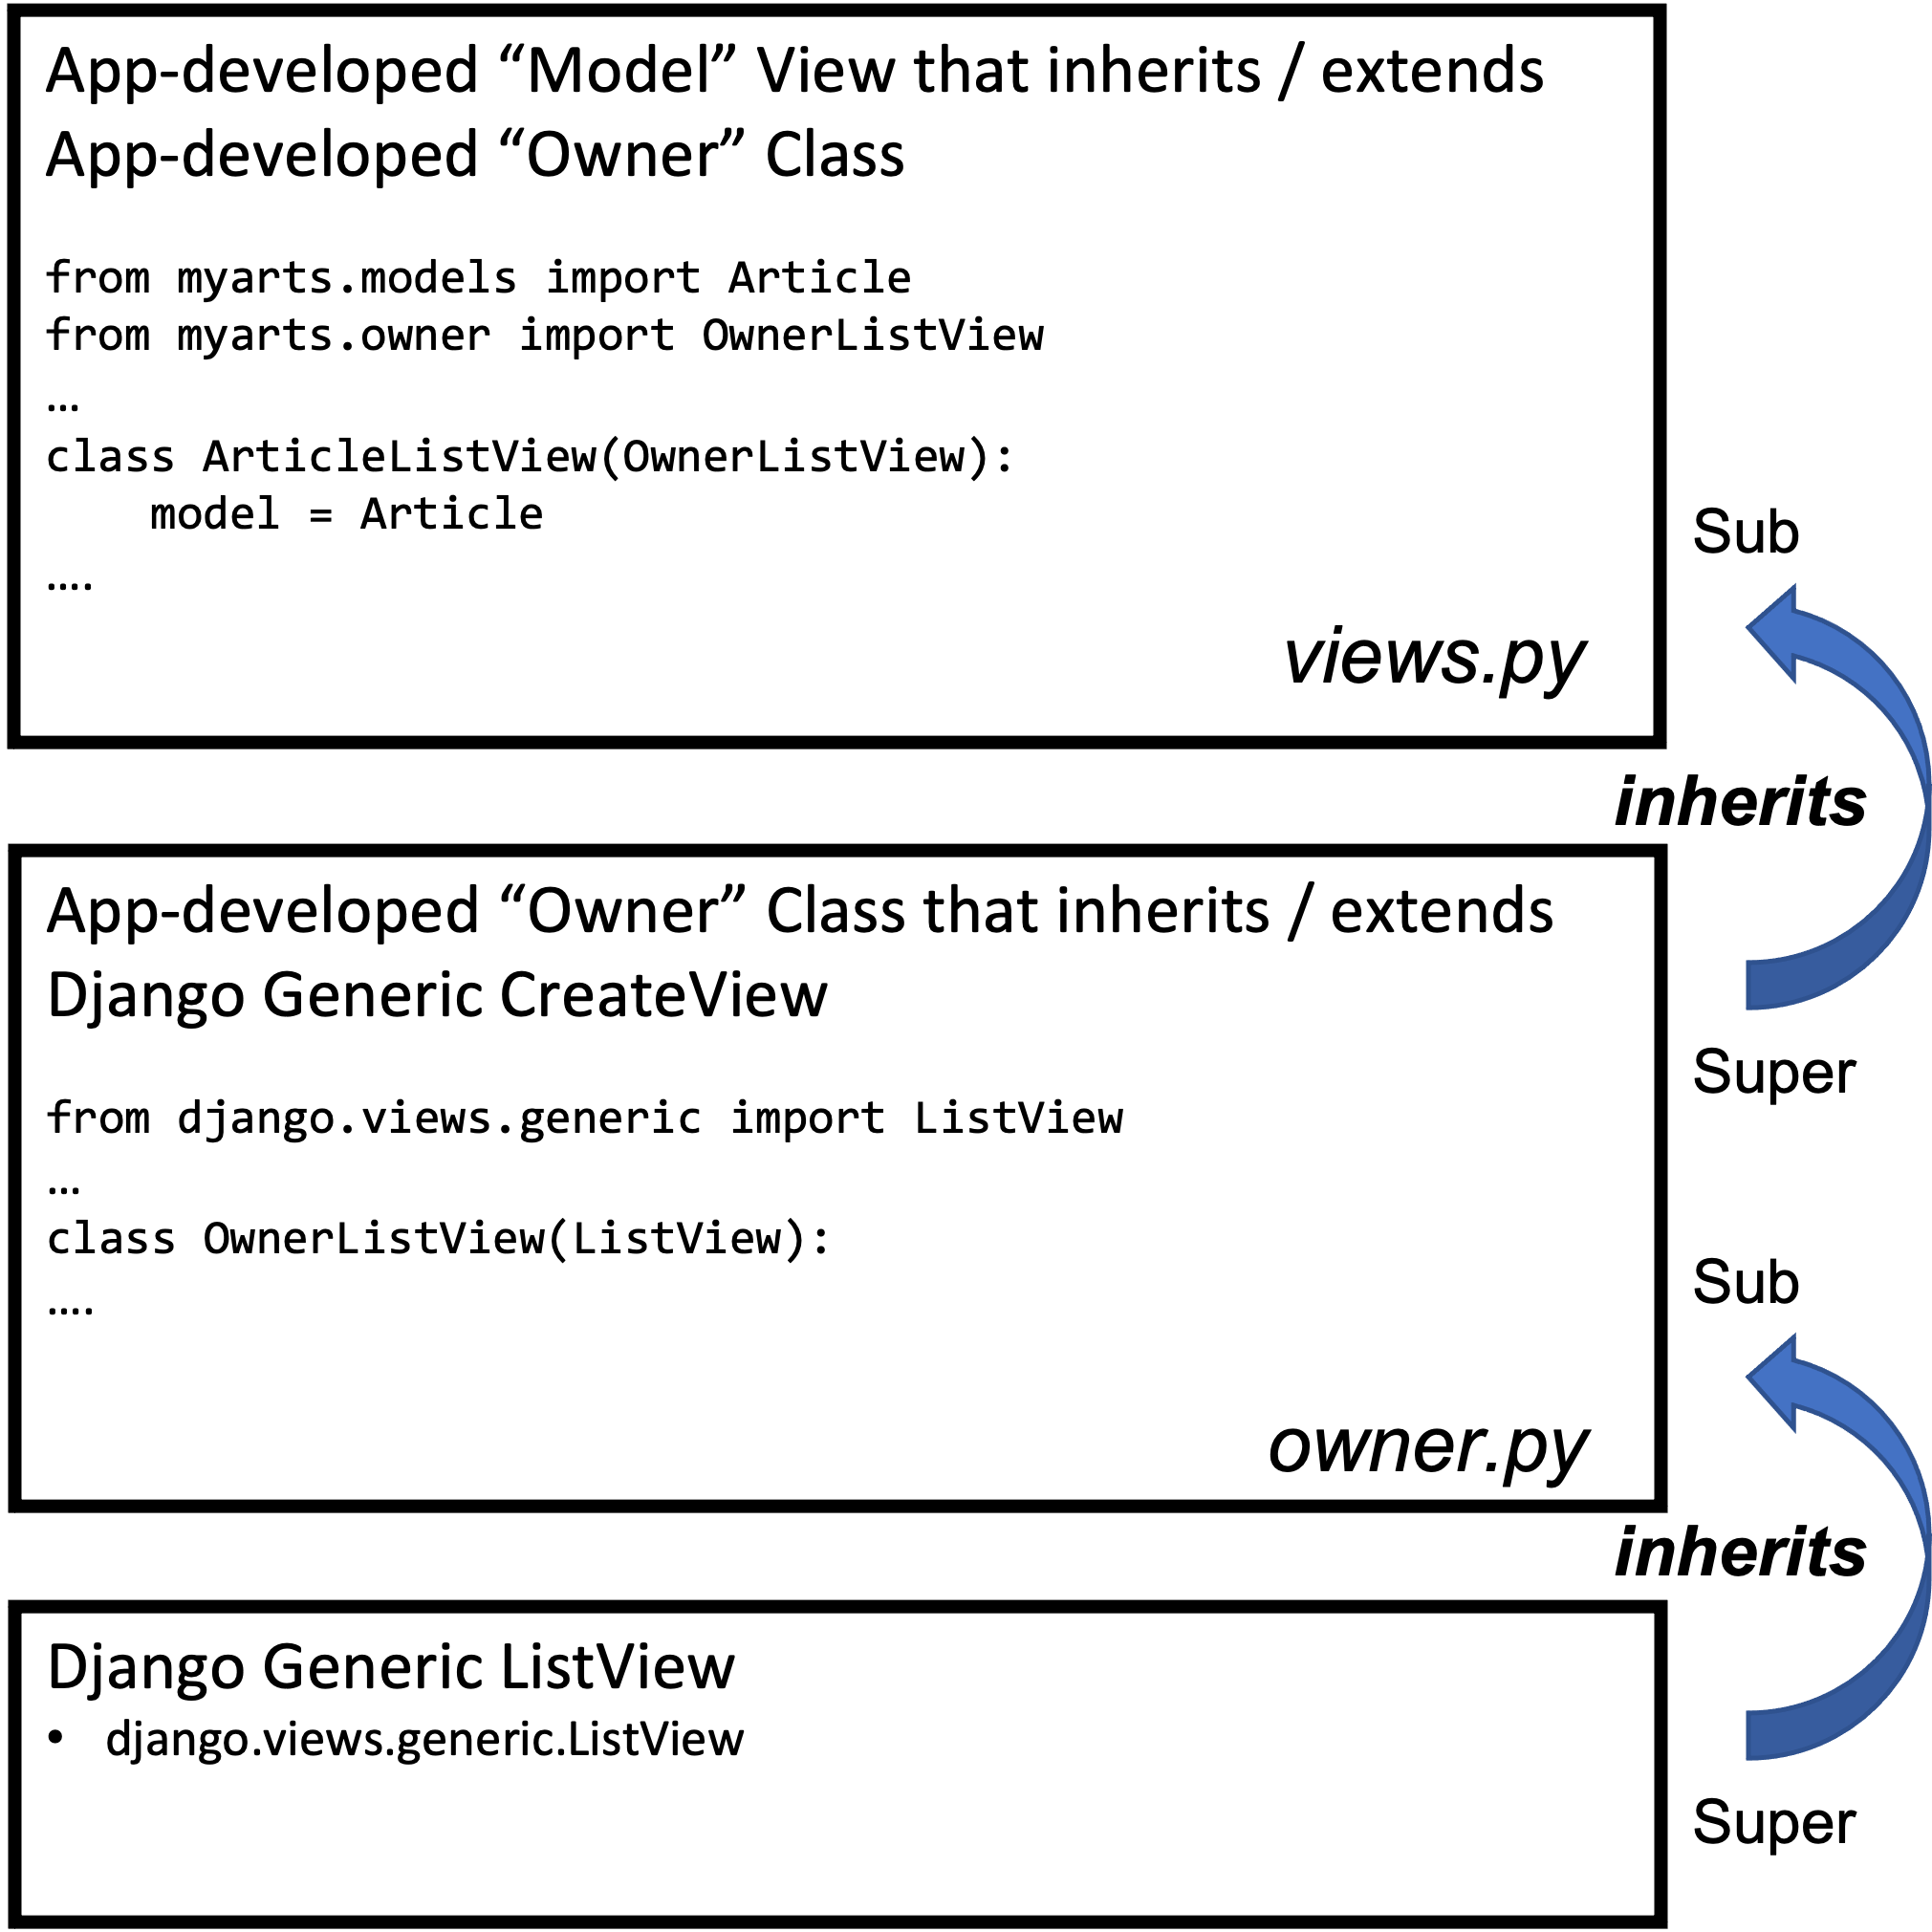 App-developed “Model” View that inherits / extends
App-developed “Owner” Class
from myarts.models import Article
from myarts.owner import OwnerListView
…
class ArticleListView(OwnerListView):
    model = Article
….
views.py
Sub
inherits
Super
App-developed “Owner” Class that inherits / extends
Django Generic CreateView
from django.views.generic import ListView
…
class OwnerListView(ListView):
….
owner.py
Sub
inherits
Super
Django Generic ListView
• django.views.generic.ListView